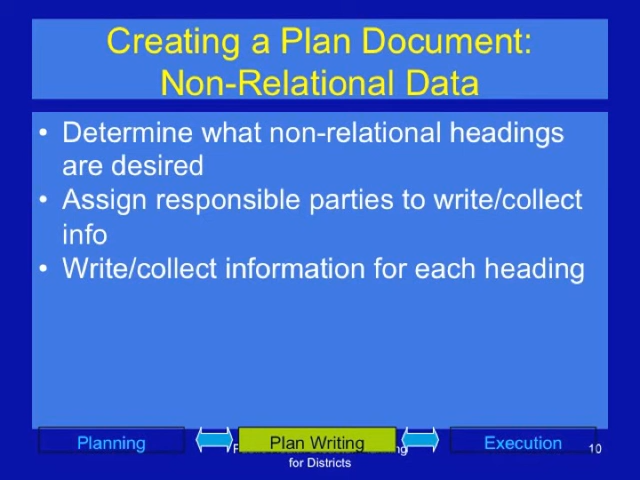 Creating a Plan Document:
Non-Relational Data
• Determine what non-relational headings
are desired
• Assign responsible parties to write/collect
info
• Write/collect information for each heading
Planning
Plan Writing
Execution
10
for Districts